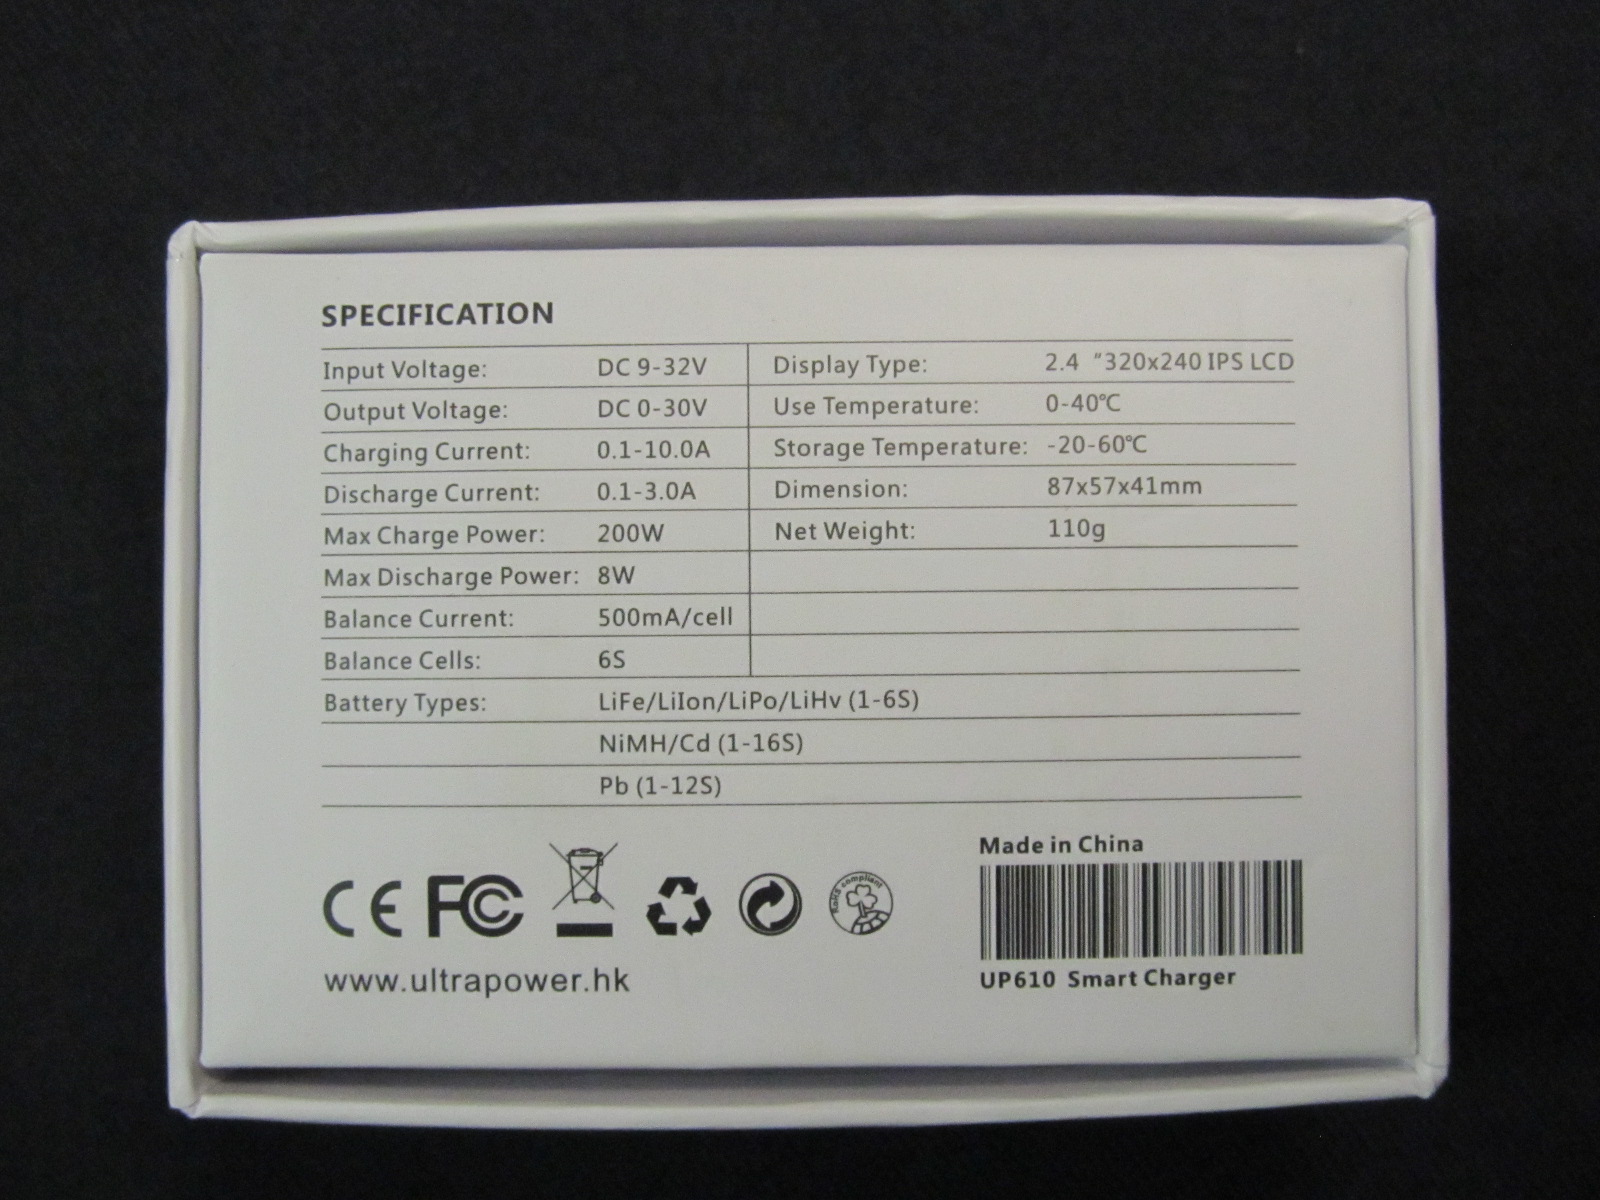 SPECIFICATION
Input Voltage: DC 9-32V Display Type: 2.4 "320x240 IPS LCD
Output Voltage: DC 0-30V Use Temperature: 0-40℃
Charging Current: 0.1-10.0A Storage Temperature: -20-60℃
Discharge Current: 0.1-3.0A Dimension: 87x57x41mm
Max Charge Power: 200W Net Weight: 110g
Max Discharge Power: 8W
Balance Current: 500mA/cell
Balance Cells: 6S
Battery Types: LiFe/LiIon/LiPo/LiHv (1-6S)
NiMH/Cd (1-16S)
Pb (1-12S)
Made in China
CE FC RoHS compliant
www.ultrapower.hk UP610 Smart Charger